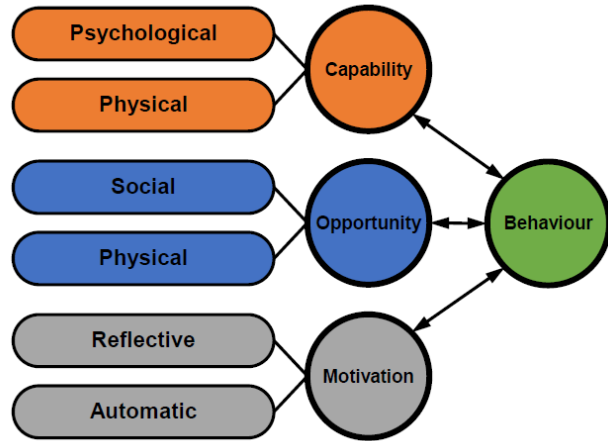 Psychological
Physical
Capability
Social
Physical
Opportunity
Behaviour
Reflective
Automatic
Motivation